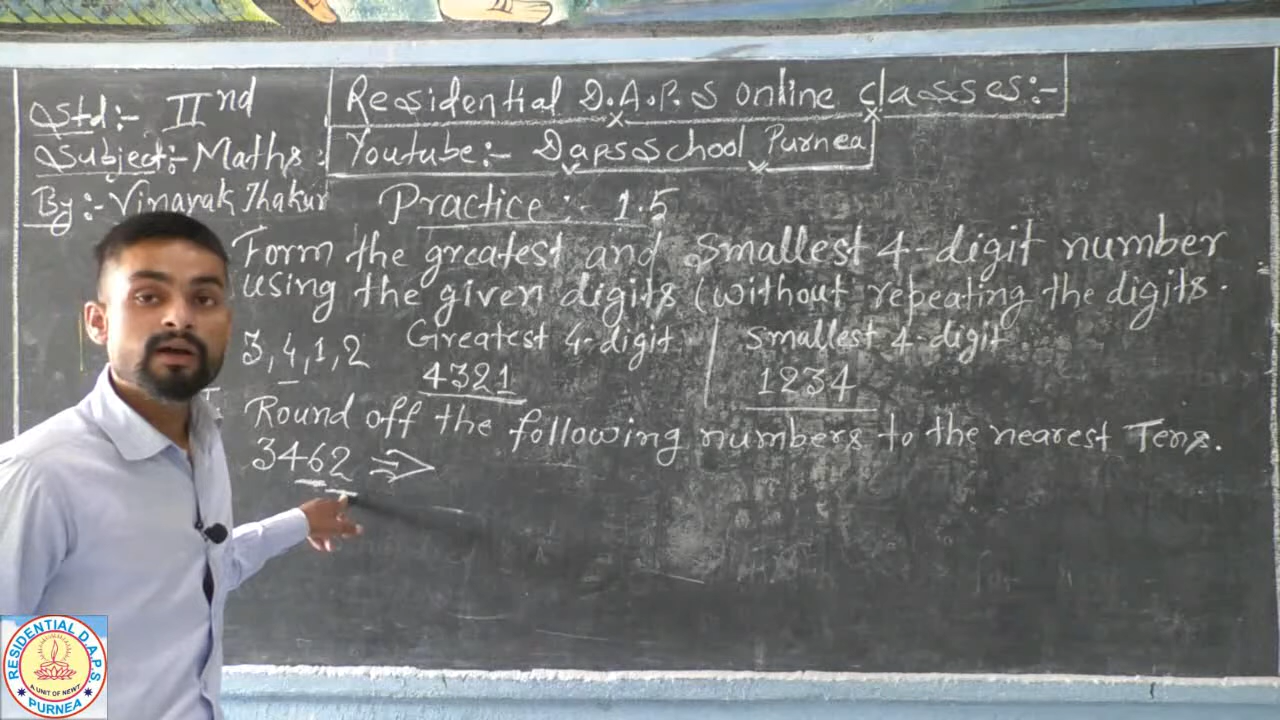 Std:- IInd
Residential D.A.P.S online classes:-
Subject:- Maths:
Youtube:- Dapsschool Purnea
By:- Vinayak Thakur
Practice:- 1.5
Form the greatest and smallest 4-digit number
using the given digits (without repeating the digits.
3, 4, 1, 2
Greatest 4-digit
Smallest 4-digit
4321
1234
Round off the following numbers to the nearest Tens.
3462 =>
RESIDENTIAL D.A.P.S
PURNEA